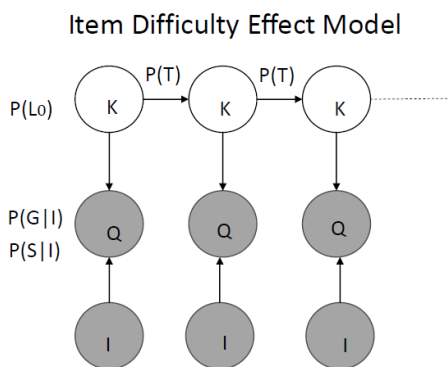 Item Difficulty Effect Model
P(T) P(T)
P(L₀) K K K
P(G|I)
P(S|I)
Q Q Q
I I I